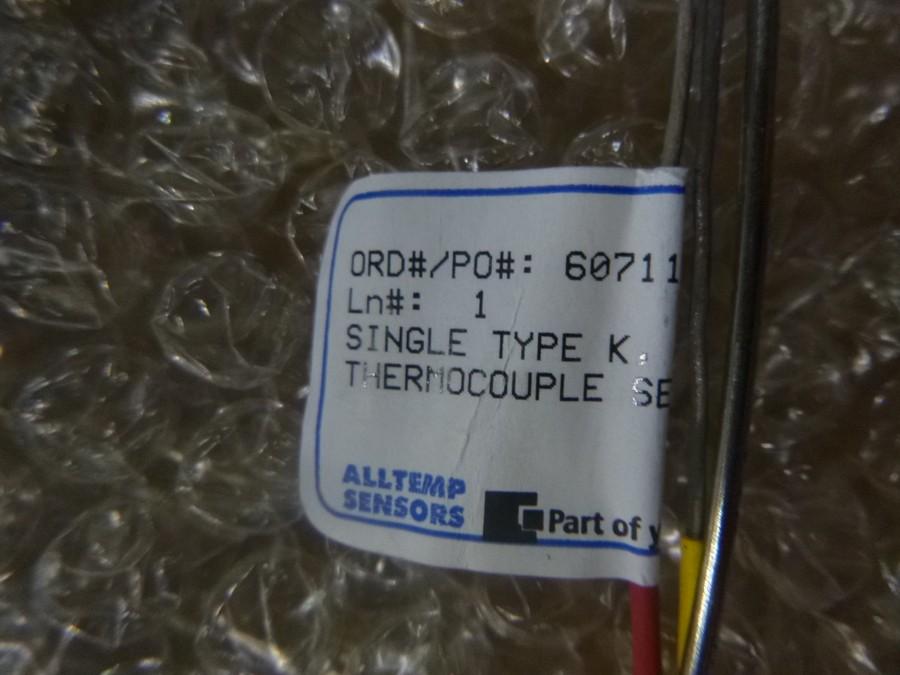 ORD#/PO#: 60711
Ln#: 1
SINGLE TYPE K,
THERMOCOUPLE SE
ALLTEMP
SENSORS
Part of y